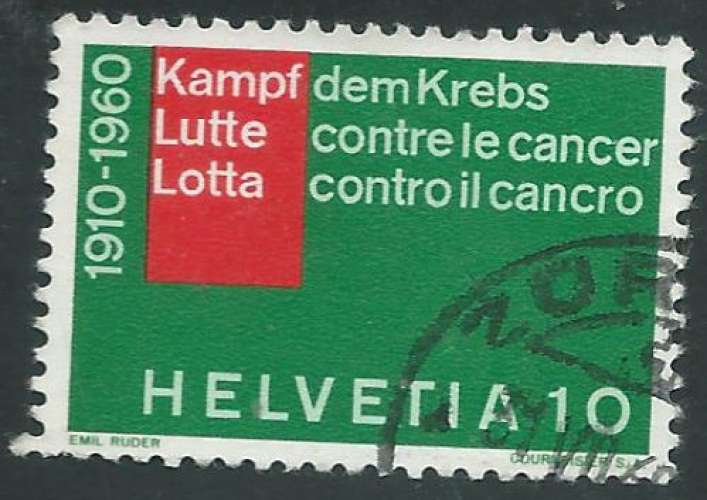 1910-1960
Kampf dem Krebs
Lutte contre le cancer
Lotta contro il cancro
HELVETIA 10
EMIL RUDER